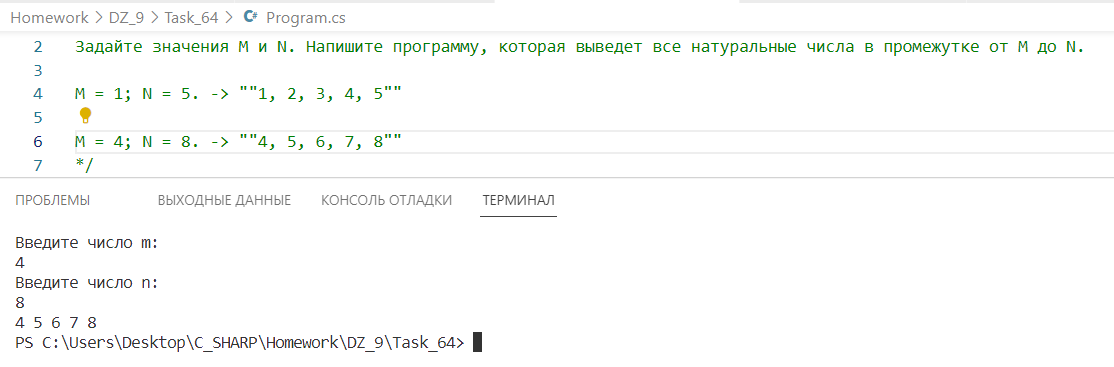 Homework > DZ_9 > Task_64 > C# Program.cs
2 Задайте значения M и N. Напишите программу, которая выведет все натуральные числа в промежутке от M до N.
3
4 M = 1; N = 5. -> ""1, 2, 3, 4, 5""
5
6 M = 4; N = 8. -> ""4, 5, 6, 7, 8""
7 */
ПРОБЛЕМЫ ВЫХОДНЫЕ ДАННЫЕ КОНСОЛЬ ОТЛАДКИ ТЕРМИНАЛ
Введите число m:
4
Введите число n:
8
4 5 6 7 8
PS C:\Users\Desktop\C_SHARP\Homework\DZ_9\Task_64>